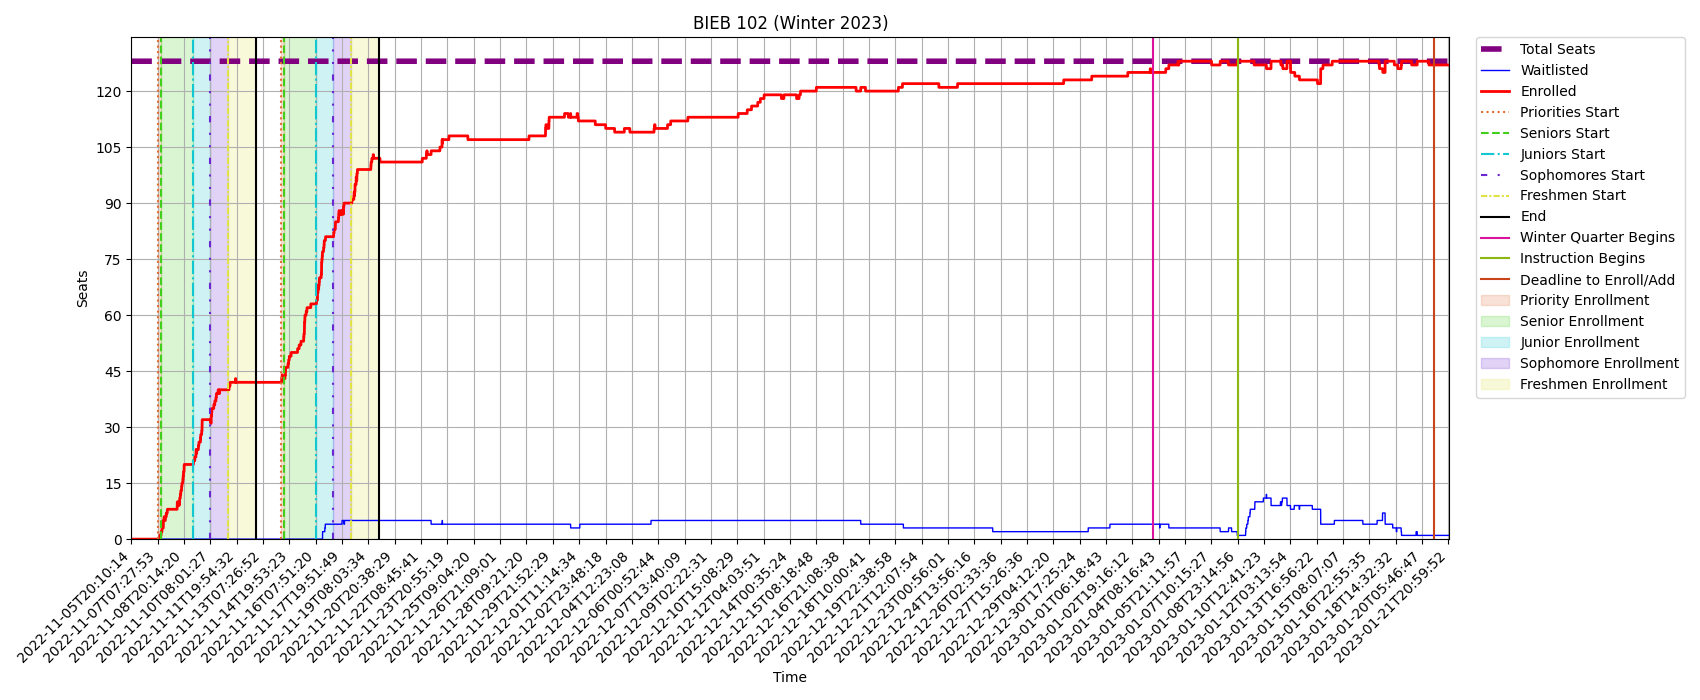 BIEB 102 (Winter 2023)
Seats
120
105
90
75
60
45
30
15
0
2022-11-05T20:10:14
2022-11-07T07:27:53
2022-11-08T20:14:20
2022-11-10T08:01:27
2022-11-11T19:54:32
2022-11-13T07:26:52
2022-11-14T19:53:23
2022-11-16T07:51:20
2022-11-17T19:51:49
2022-11-19T08:03:34
2022-11-20T20:38:29
2022-11-22T08:45:41
2022-11-23T20:55:19
2022-11-25T09:04:20
2022-11-26T21:09:01
2022-11-28T09:21:20
2022-11-29T21:52:29
2022-12-01T11:14:34
2022-12-02T23:48:18
2022-12-04T12:23:08
2022-12-06T00:52:44
2022-12-07T13:40:09
2022-12-09T02:22:31
2022-12-10T15:08:29
2022-12-12T04:03:51
2022-12-14T00:35:24
2022-12-15T08:18:48
2022-12-16T21:08:38
2022-12-18T10:00:41
2022-12-19T22:38:58
2022-12-21T12:07:54
2022-12-23T00:56:01
2022-12-24T13:56:16
2022-12-26T02:33:36
2022-12-27T15:26:36
2022-12-29T04:12:20
2022-12-30T17:25:24
2023-01-01T06:18:43
2023-01-02T19:16:12
2023-01-04T08:16:43
2023-01-05T21:11:57
2023-01-07T10:15:27
2023-01-08T23:14:56
2023-01-10T12:41:23
2023-01-12T03:13:54
2023-01-13T16:56:22
2023-01-15T08:07:07
2023-01-16T22:55:35
2023-01-18T14:32:32
2023-01-20T05:46:47
2023-01-21T20:59:52
Time
Total Seats
Waitlisted
Enrolled
Priorities Start
Seniors Start
Juniors Start
Sophomores Start
Freshmen Start
End
Winter Quarter Begins
Instruction Begins
Deadline to Enroll/Add
Priority Enrollment
Senior Enrollment
Junior Enrollment
Sophomore Enrollment
Freshmen Enrollment